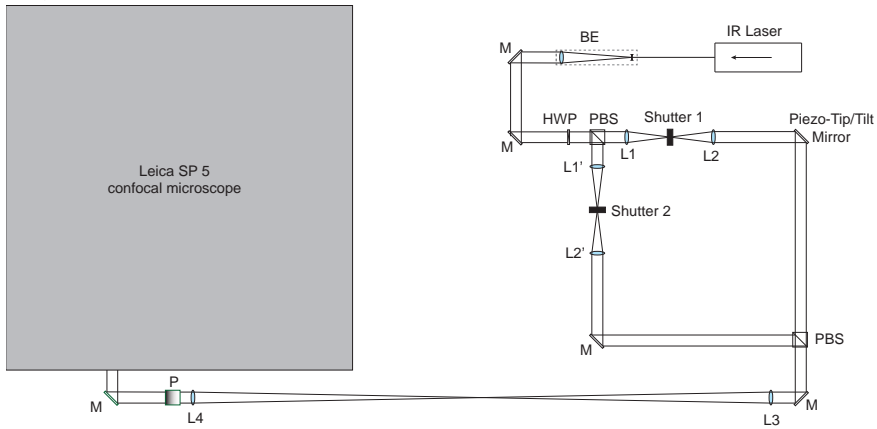 IR Laser
BE
M
HWP
PBS
Shutter 1
Piezo-Tip/Tilt
Mirror
M
L1
L2
L1'
Leica SP 5
confocal microscope
Shutter 2
L2'
M
PBS
P
M
L4
L3
M